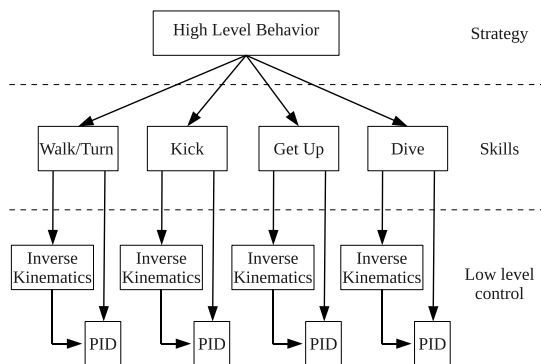 High Level Behavior
Strategy
Walk/Turn
Kick
Get Up
Dive
Skills
Inverse
Kinematics
Inverse
Kinematics
Inverse
Kinematics
Inverse
Kinematics
Low level
control
PID
PID
PID
PID